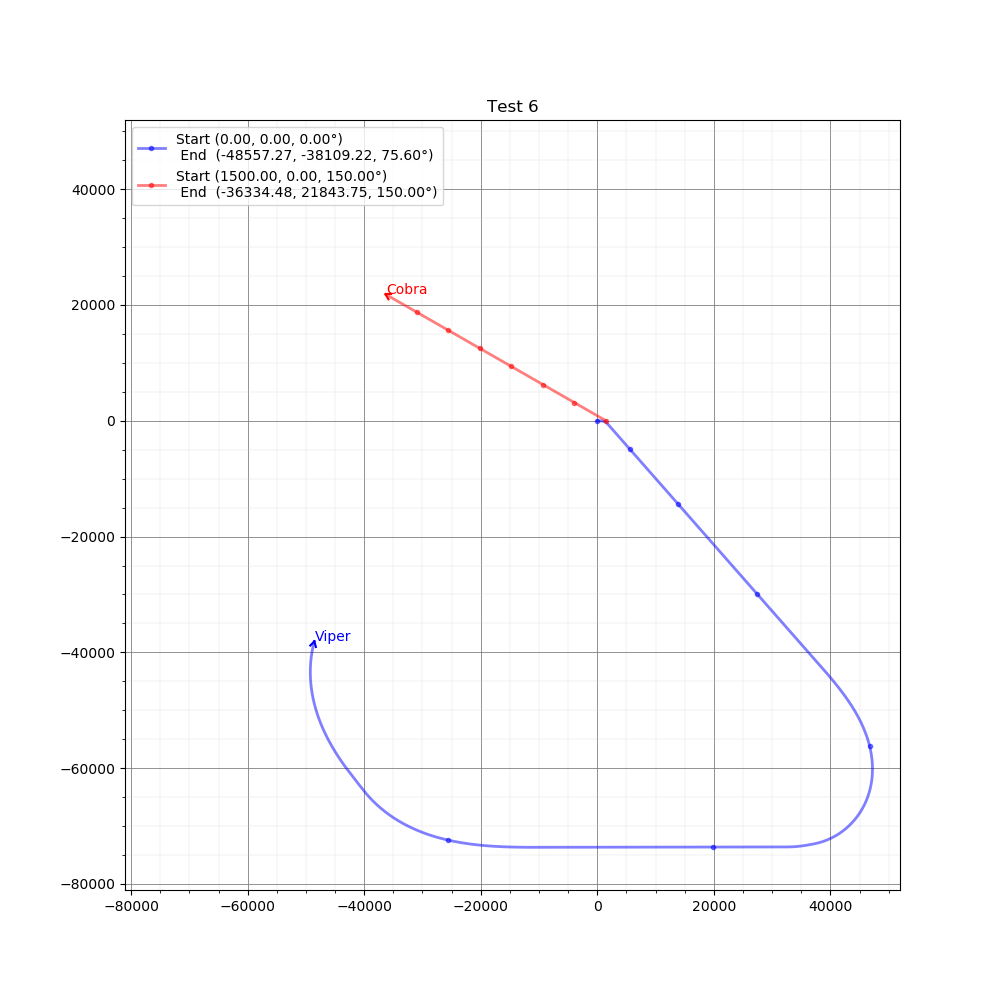 Test 6
Start (0.00, 0.00, 0.00°)
End  (-48557.27, -38109.22, 75.60°)
Start (1500.00, 0.00, 150.00°)
End  (-36334.48, 21843.75, 150.00°)
40000
Cobra
20000
0
−20000
Viper
−40000
−60000
−80000
−80000 −60000 −40000 −20000 0 20000 40000